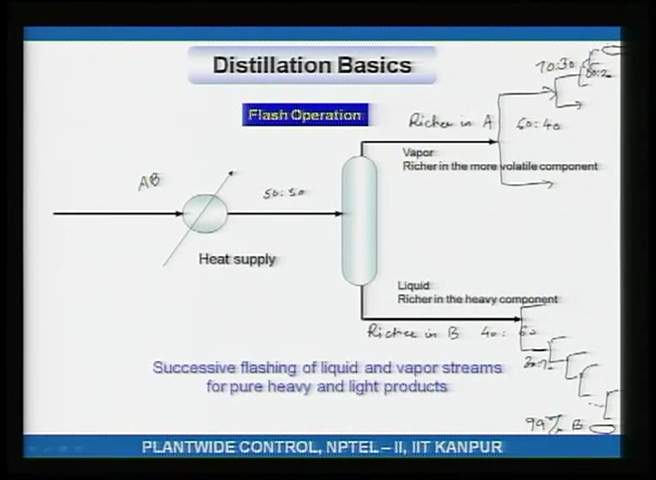 Distillation Basics
Flash Operation
70:30
80:2
Richer in A
60:40
Vapor
Richer in the more volatile component
AB
50:50
Heat supply
Liquid
Richer in the heavy component
Richer in B 40: 60
Successive flashing of liquid and vapor streams
for pure heavy and light products
99% B
PLANTWIDE CONTROL, NPTEL – II, IIT KANPUR